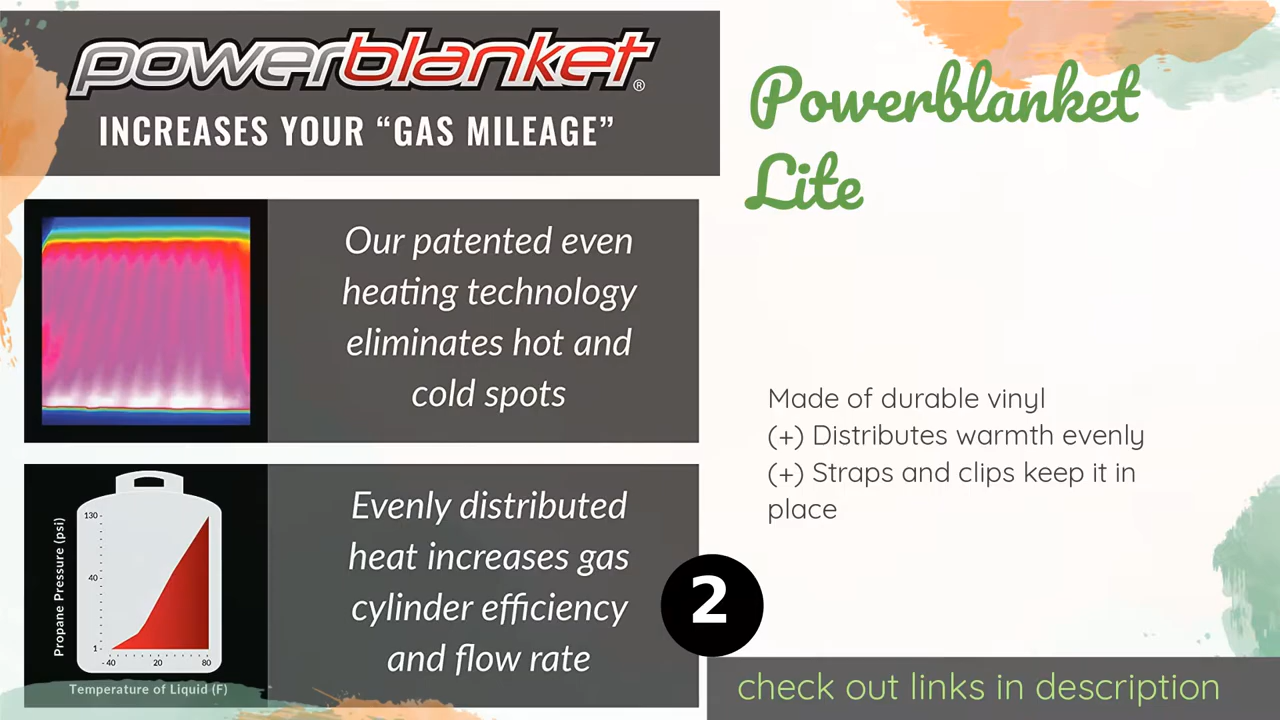 powerblanket®
INCREASES YOUR “GAS MILEAGE”
Our patented even
heating technology
eliminates hot and
cold spots
Propane Pressure (psi)
130
40
1
-40 20 80
Temperature of Liquid (F)
Evenly distributed
heat increases gas
cylinder efficiency
and flow rate
Powerblanket
Lite
Made of durable vinyl
(+) Distributes warmth evenly
(+) Straps and clips keep it in
place
2
check out links in description